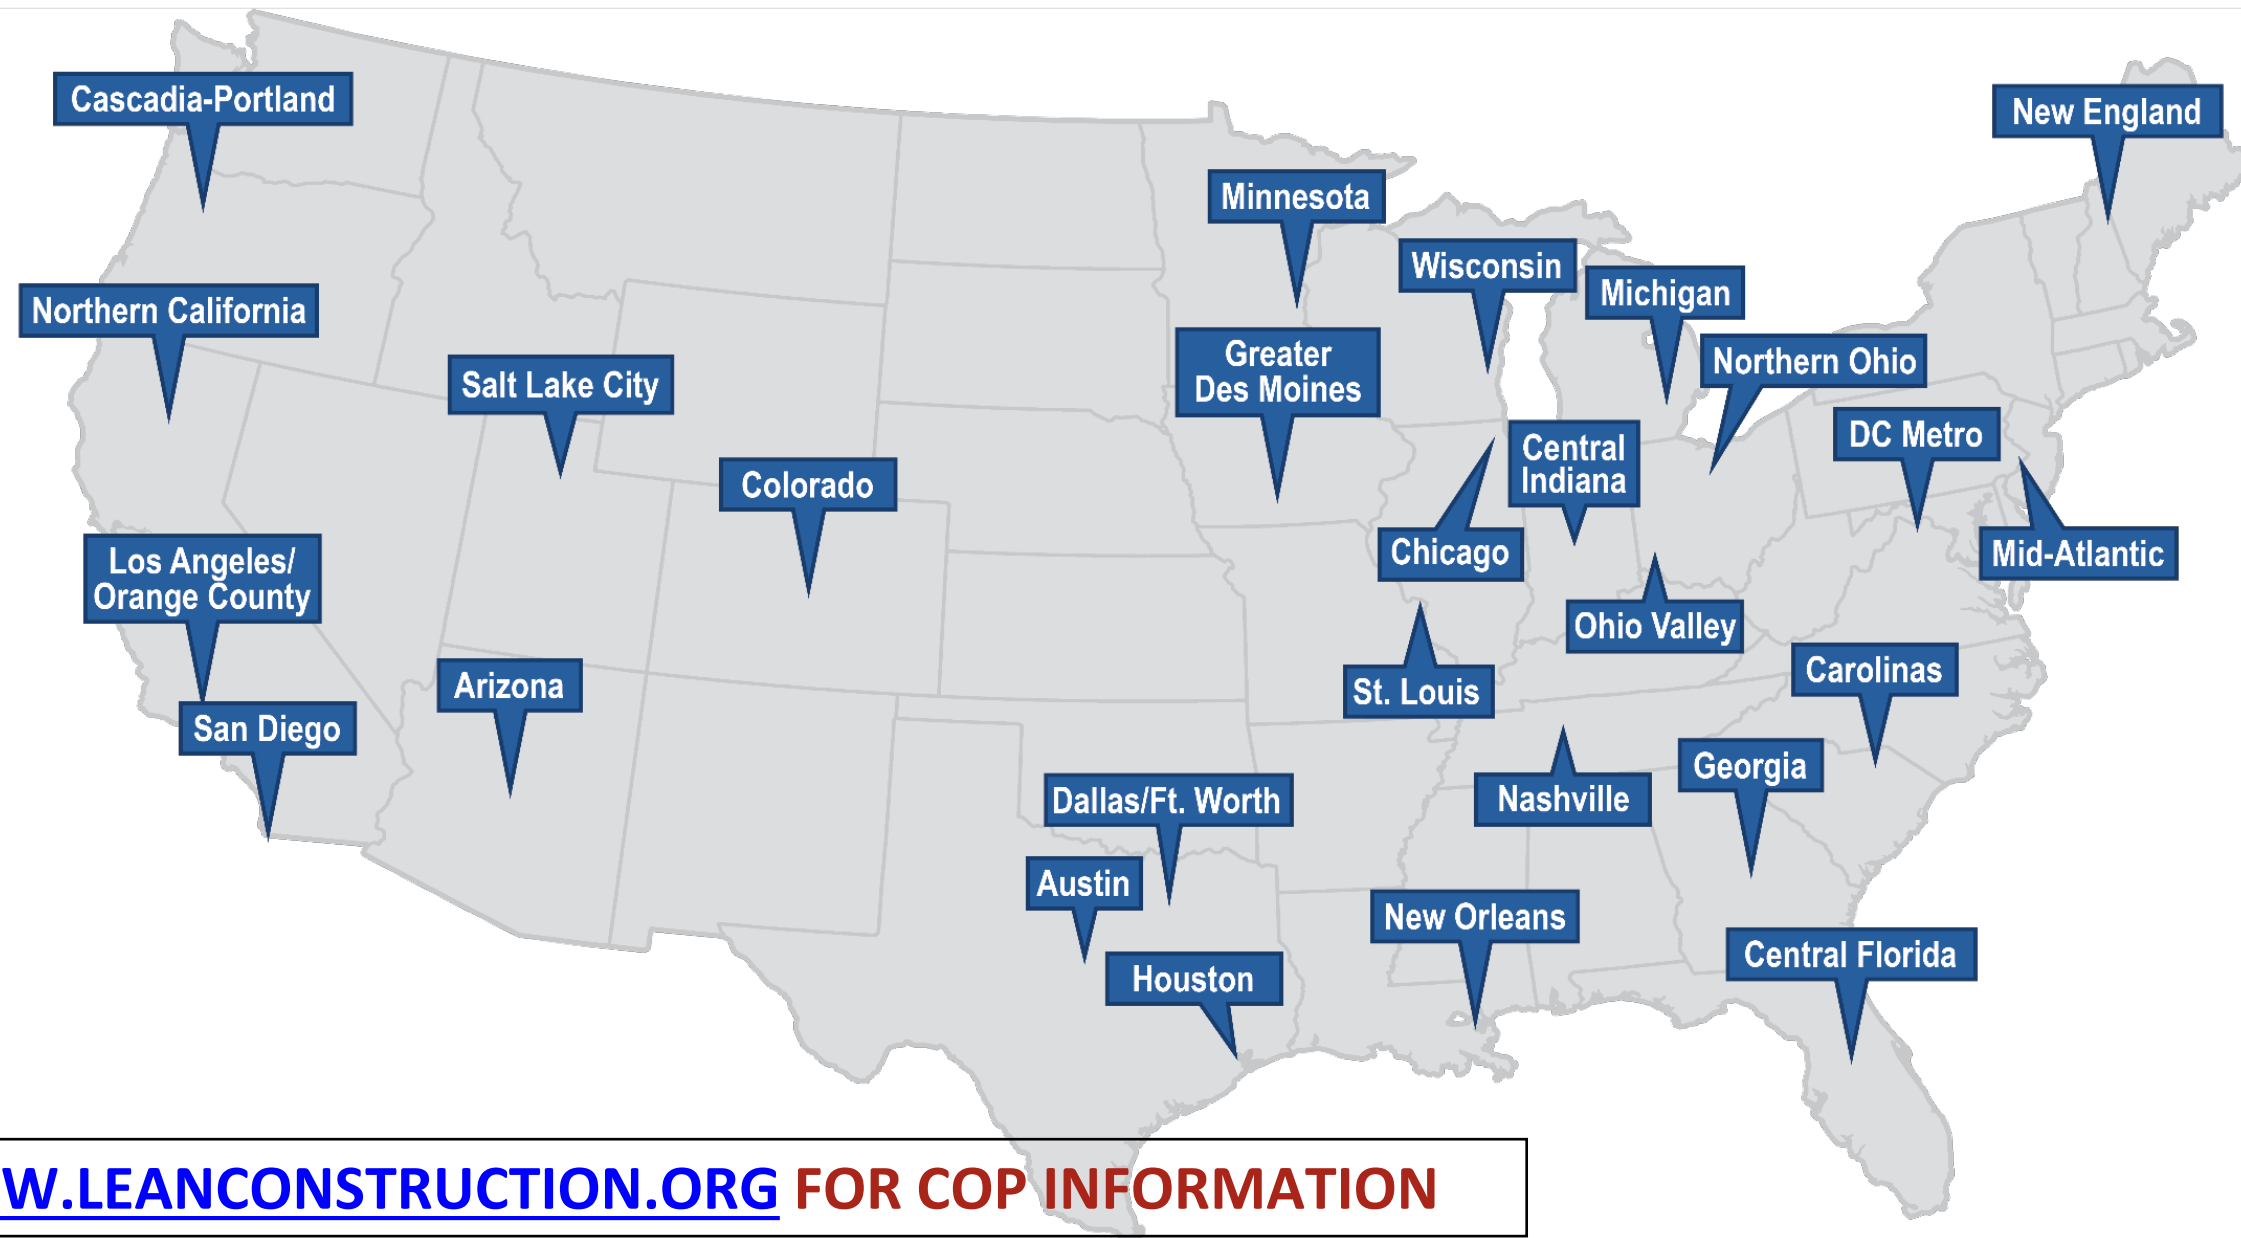 Cascadia-Portland
New England
Minnesota
Wisconsin
Michigan
Northern California
Greater
Des Moines
Northern Ohio
Salt Lake City
DC Metro
Central
Indiana
Colorado
Chicago
Mid-Atlantic
Los Angeles/
Orange County
Ohio Valley
Carolinas
Arizona
St. Louis
San Diego
Georgia
Dallas/Ft. Worth
Nashville
Austin
New Orleans
Central Florida
Houston
W.LEANCONSTRUCTION.ORG FOR COP INFORMATION